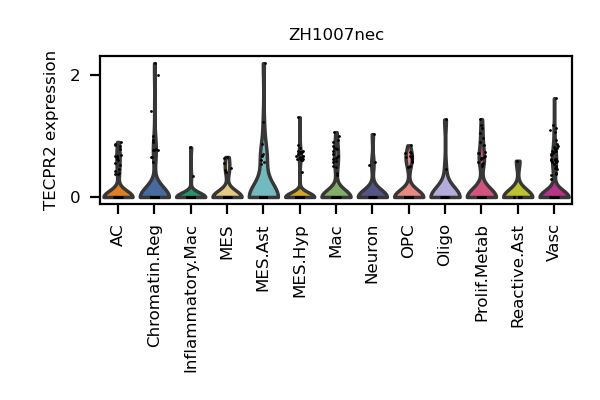 ZH1007nec
TECPR2 expression
2
0
AC
Chromatin.Reg
Inflammatory.Mac
MES
MES.Ast
MES.Hyp
Mac
Neuron
OPC
Oligo
Prolif.Metab
Reactive.Ast
Vasc